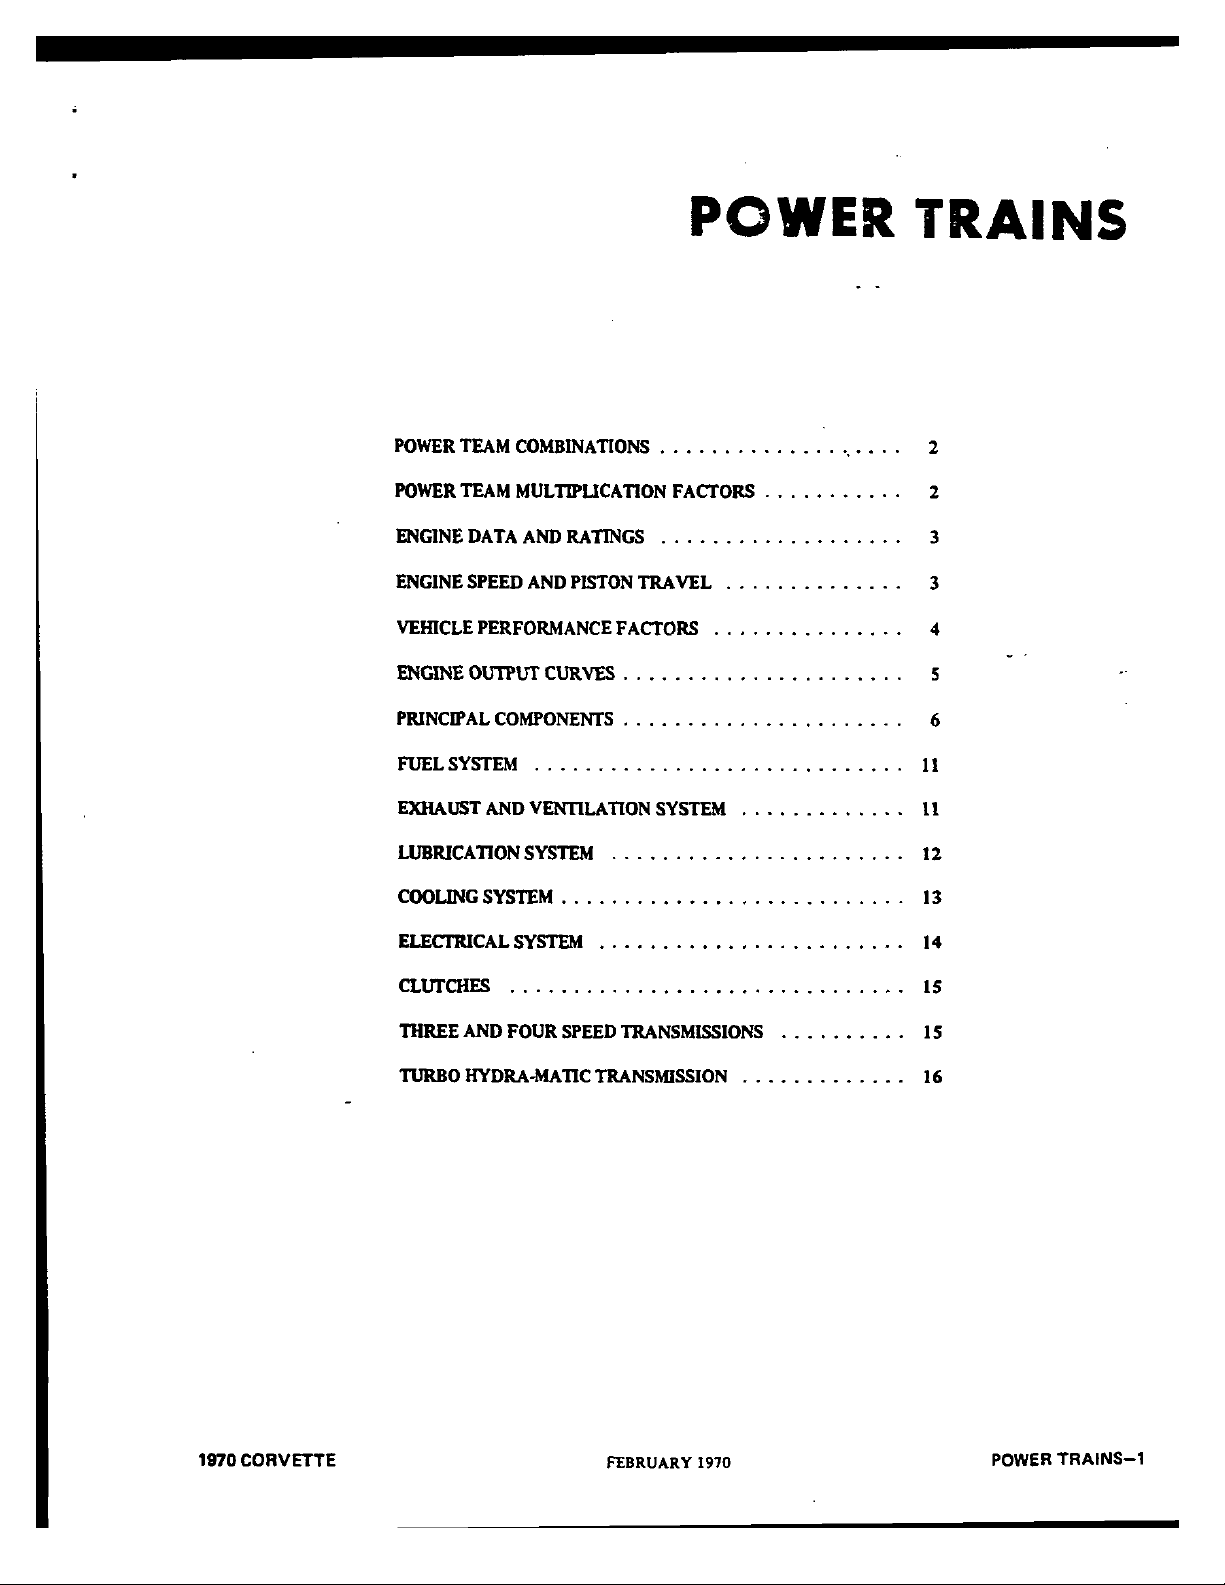 POWER TRAINS
POWER TEAM COMBINATIONS . . . . . . . . . . . . . . . . . . . 2
POWER TEAM MULTIPLICATION FACTORS . . . . . . . . . . . 2
ENGINE DATA AND RATINGS . . . . . . . . . . . . . . . . . . . 3
ENGINE SPEED AND PISTON TRAVEL . . . . . . . . . . . . . . 3
VEHICLE PERFORMANCE FACTORS . . . . . . . . . . . . . . . 4
ENGINE OUTPUT CURVES . . . . . . . . . . . . . . . . . . . . . . 5
PRINCIPAL COMPONENTS . . . . . . . . . . . . . . . . . . . . . . 6
FUEL SYSTEM . . . . . . . . . . . . . . . . . . . . . . . . . . . . . 11
EXHAUST AND VENTILATION SYSTEM . . . . . . . . . . . . . 11
LUBRICATION SYSTEM . . . . . . . . . . . . . . . . . . . . . . . 12
COOLING SYSTEM . . . . . . . . . . . . . . . . . . . . . . . . . . . 13
ELECTRICAL SYSTEM . . . . . . . . . . . . . . . . . . . . . . . . 14
CLUTCHES . . . . . . . . . . . . . . . . . . . . . . . . . . . . . . . 15
THREE AND FOUR SPEED TRANSMISSIONS . . . . . . . . . . 15
TURBO HYDRA-MATIC TRANSMISSION . . . . . . . . . . . . . 16
1970 CORVETTE FEBRUARY 1970 POWER TRAINS–1